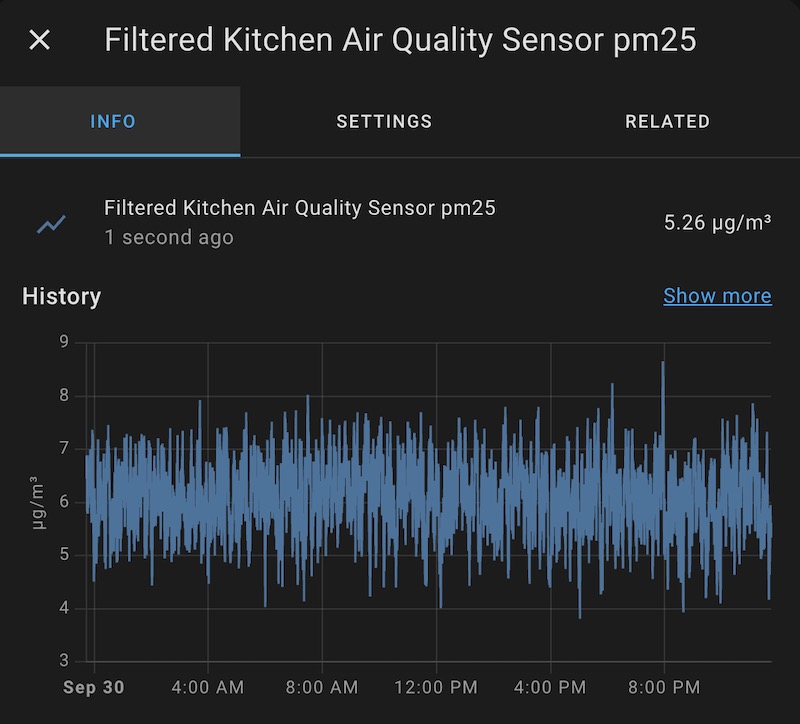 Filtered Kitchen Air Quality Sensor pm25
INFO
SETTINGS
RELATED
Filtered Kitchen Air Quality Sensor pm25
5.26 µg/m³
1 second ago
History
Show more
9
8
7
6
5
4
3
µg/m³
Sep 30
4:00 AM
8:00 AM
12:00 PM
4:00 PM
8:00 PM